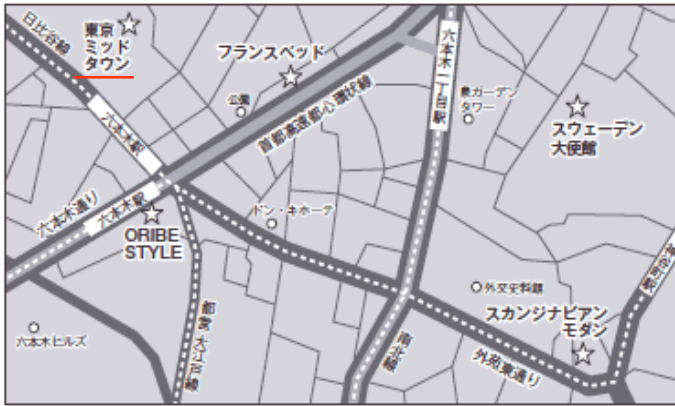 日比谷線
東京
ミッド
タウン
フランスベッド
公園
首都高速都心環状線
六本木一丁目駅
泉ガーデン
タワー
スウェーデン
大使館
六本木駅
六本木通り
六本木駅
ORIBE
STYLE
ドン・キホーテ
外交史料館
スカンジナビアン
モダン
神谷町駅
六本木ヒルズ
都営大江戸線
南北線
外苑東通り